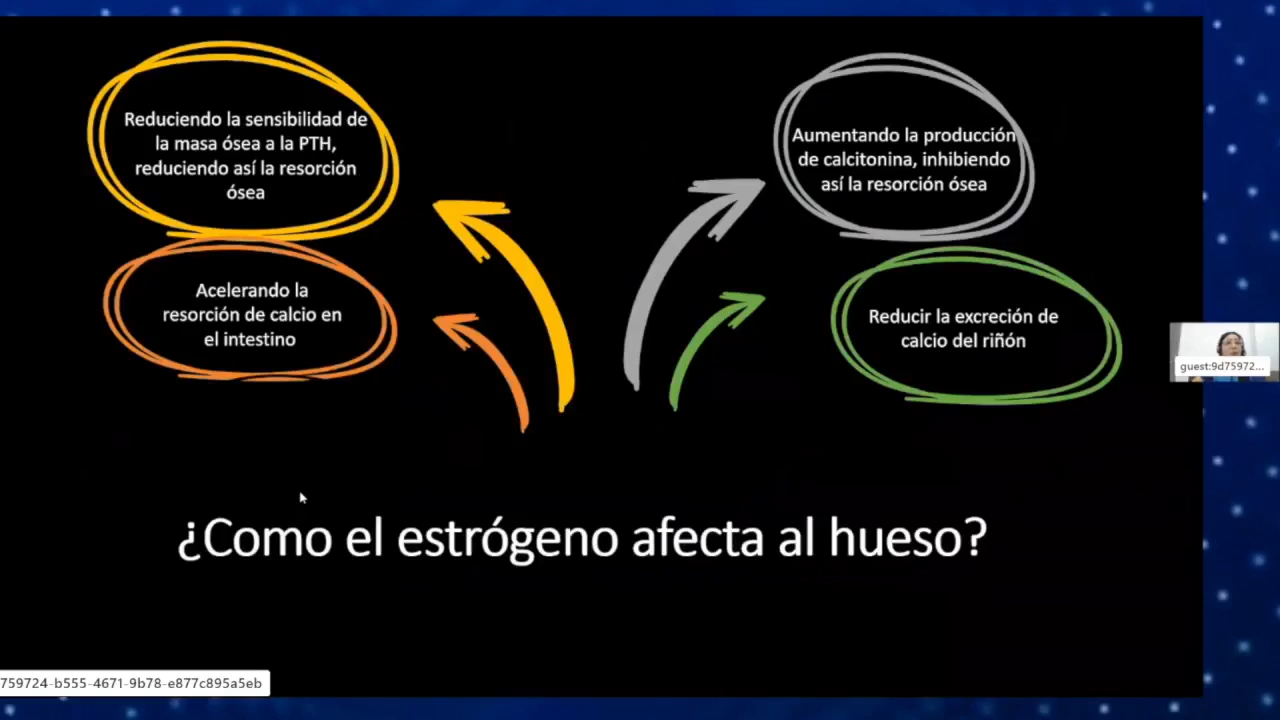 Reduciendo la sensibilidad de
la masa ósea a la PTH,
reduciendo así la resorción
ósea
Aumentando la producción
de calcitonina, inhibiendo
así la resorción ósea
Acelerando la
resorción de calcio en
el intestino
Reducir la excreción de
calcio del riñón
guest:9d75972...
¿Como el estrógeno afecta al hueso?
759724-b555-4671-9b78-e877c895a5eb